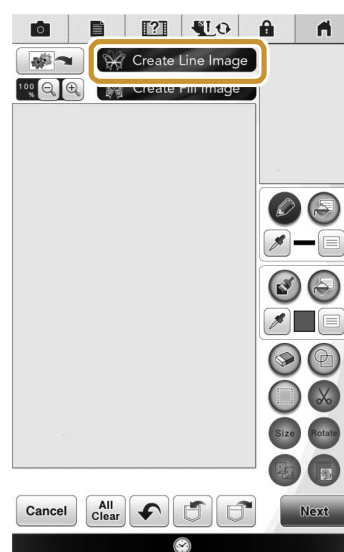 Create Line Image
100 %
Create Fill Image
Size
Rotate
Cancel
All Clear
Next